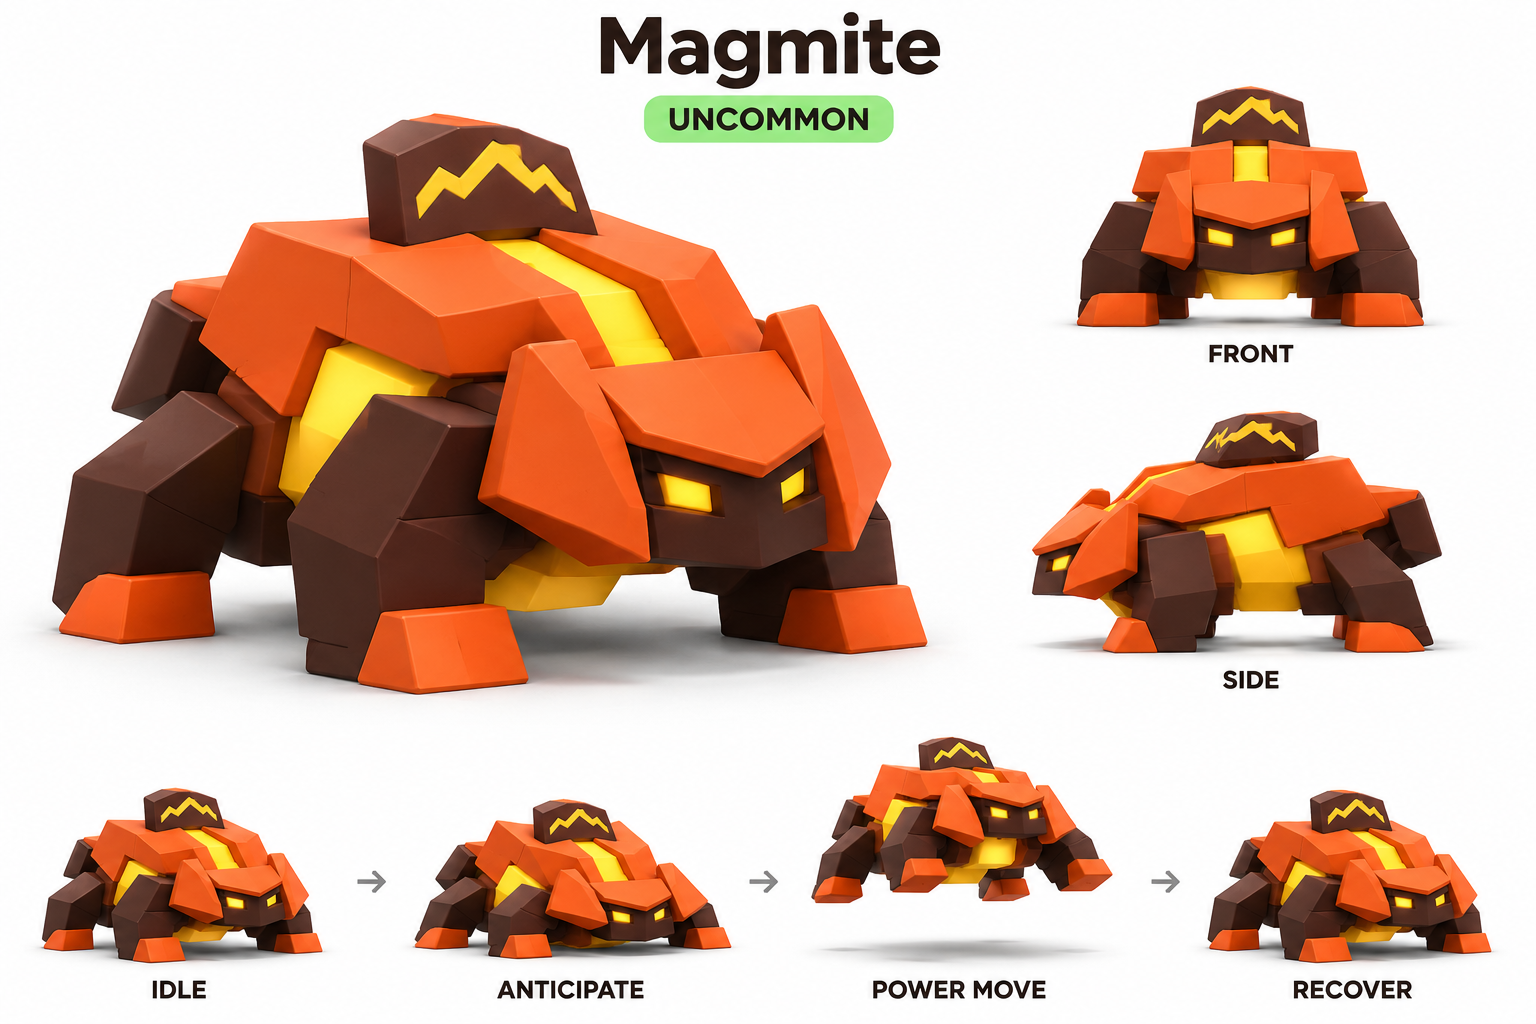 Magmite
UNCOMMON
FRONT
SIDE
IDLE
ANTICIPATE
POWER MOVE
RECOVER